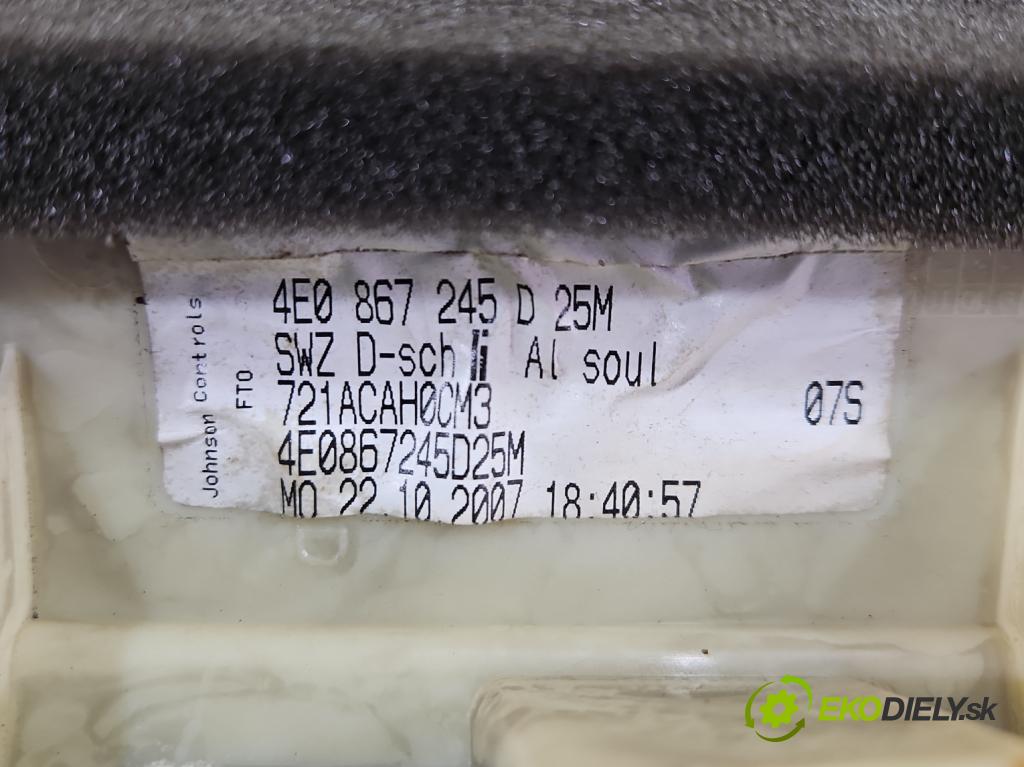 Johnson Controls
FTO
4E0 867 245 D 25M
SWZ D-sch li Al soul
721ACAH0CM3
07S
4E0867245D25M
MO 22.10.2007 18:40:57
EKODIELY.sk